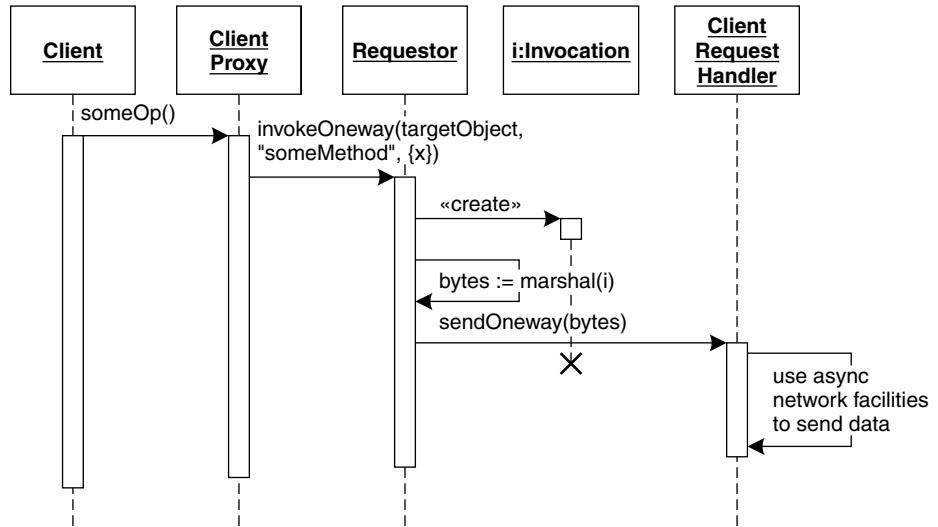 Client
Client
Proxy
Requestor
i:Invocation
Client
Request
Handler
someOp()
invokeOneway(targetObject,
"someMethod", {x})
«create»
bytes := marshal(i)
sendOneway(bytes)
use async
network facilities
to send data